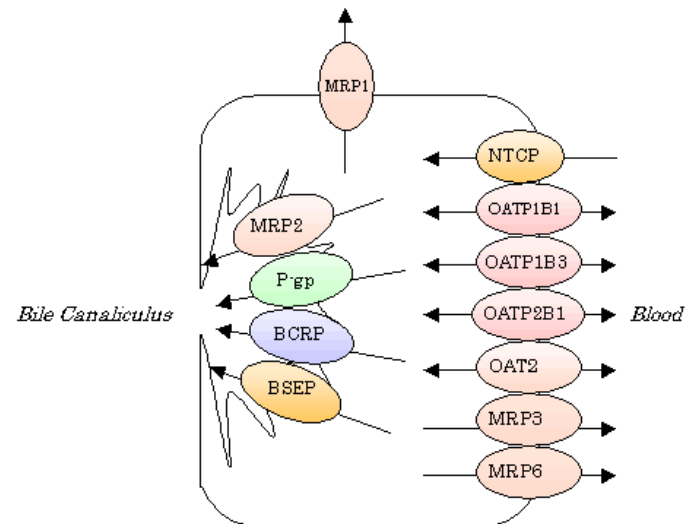 MRP1
NTCP
OATP1B1
MRP2
OATP1B3
P-gp
Bile Canaliculus
OATP2B1
Blood
BCRP
OAT2
BSEP
MRP3
MRP6